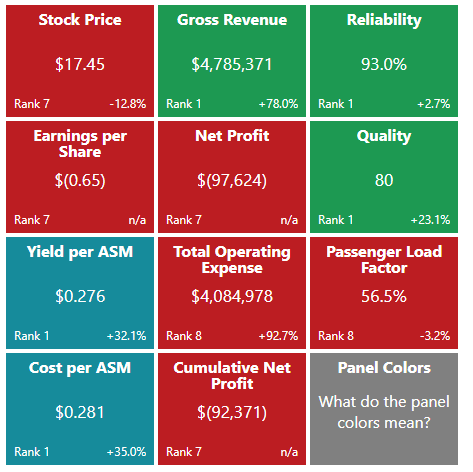 Stock Price
$17.45
Rank 7 -12.8%
Gross Revenue
$4,785,371
Rank 1 +78.0%
Reliability
93.0%
Rank 1 +2.7%
Earnings per
Share
$(0.65)
Rank 7 n/a
Net Profit
$(97,624)
Rank 7 n/a
Quality
80
Rank 1 +23.1%
Yield per ASM
$0.276
Rank 1 +32.1%
Total Operating
Expense
$4,084,978
Rank 8 +92.7%
Passenger Load
Factor
56.5%
Rank 8 -3.2%
Cost per ASM
$0.281
Rank 1 +35.0%
Cumulative Net
Profit
$(92,371)
Rank 7 n/a
Panel Colors
What do the panel
colors mean?